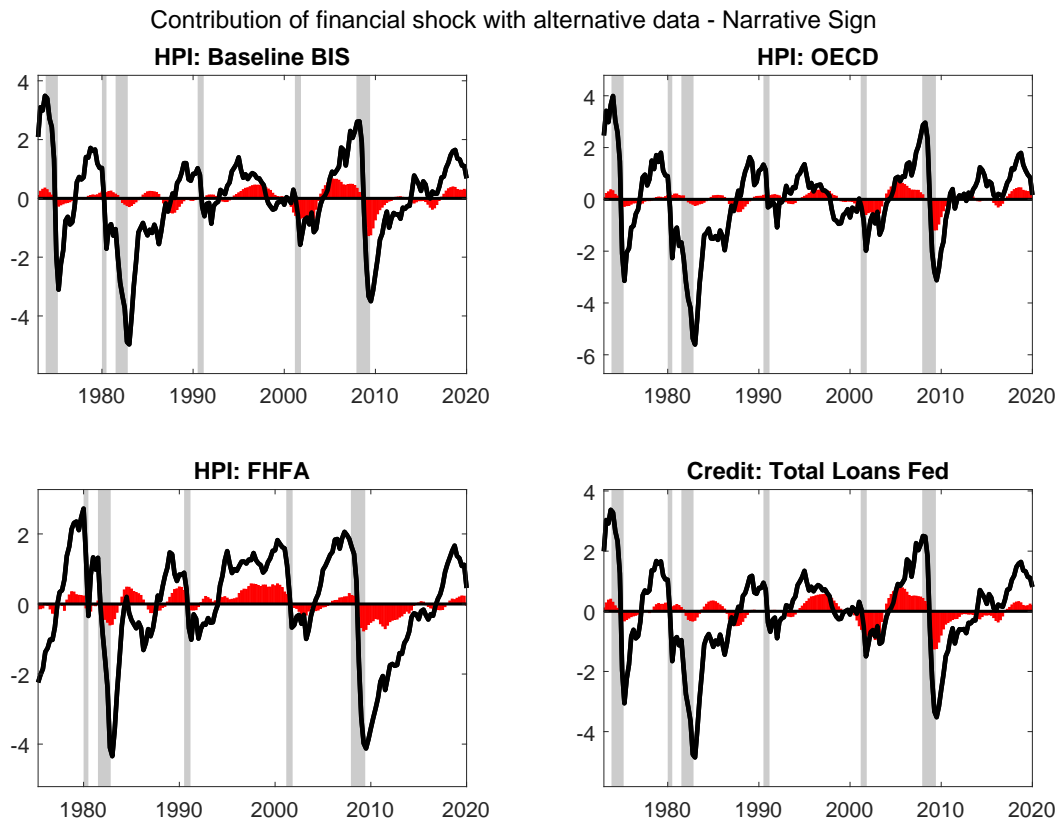 Contribution of financial shock with alternative data - Narrative Sign
HPI: Baseline BIS
4
2
0
-2
-4
1980 1990 2000 2010 2020
HPI: OECD
4
2
0
-2
-4
-6
1980 1990 2000 2010 2020
HPI: FHFA
2
0
-2
-4
1980 1990 2000 2010 2020
Credit: Total Loans Fed
4
2
0
-2
-4
1980 1990 2000 2010 2020